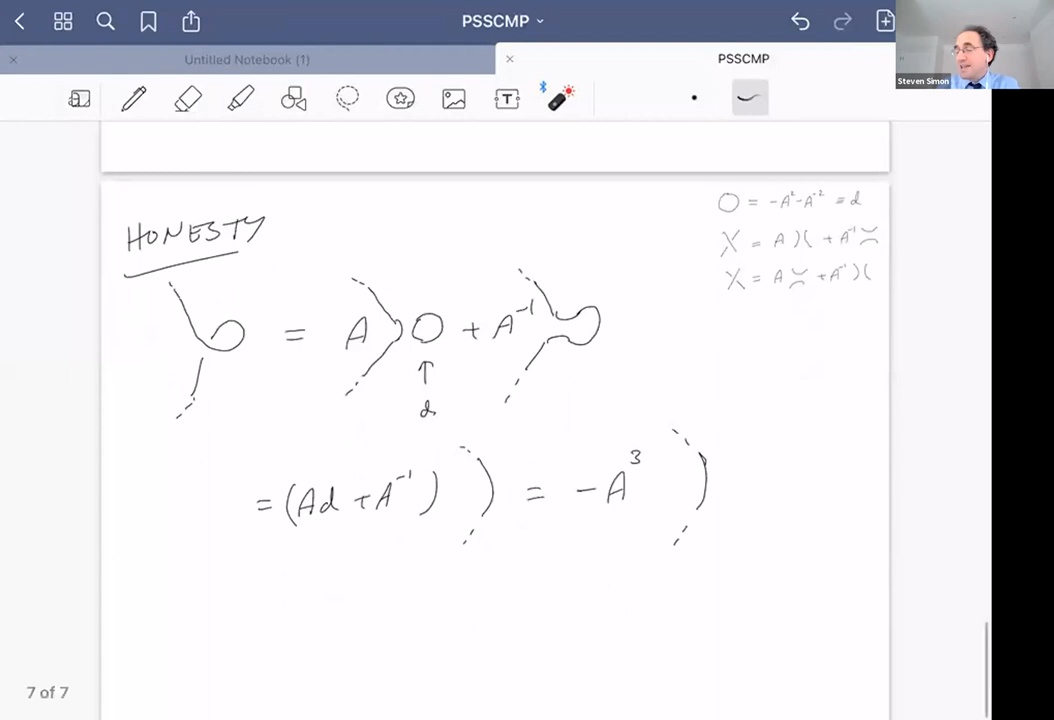 PSSCMP
Untitled Notebook (1)
PSSCMP
Steven Simon
T
HONESTY
O = -A² -A⁻² ≡ d
X = A )( + A⁻¹ ≍
X = A ≍ + A⁻¹ )(
= A ) O + A⁻¹
↑
d
= (Ad + A⁻¹) ) = -A³ )
7 of 7